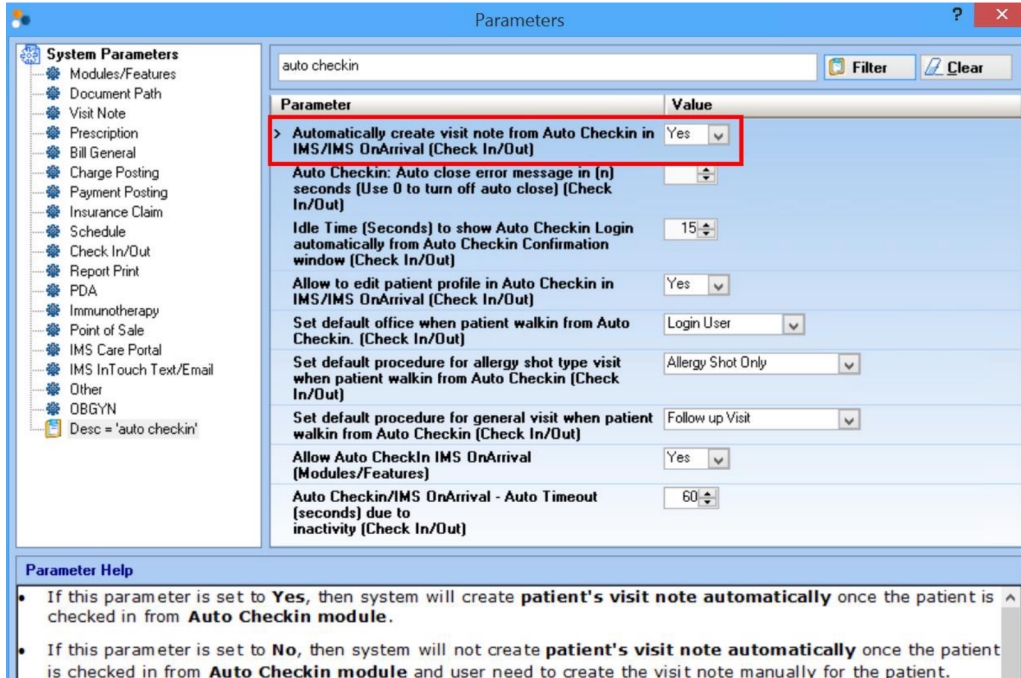 Parameters
?
System Parameters
Modules/Features
Document Path
Visit Note
Prescription
Bill General
Charge Posting
Payment Posting
Insurance Claim
Schedule
Check In/Out
Report Print
PDA
Immunotherapy
Point of Sale
IMS Care Portal
IMS InTouch Text/Email
Other
OBGYN
Desc = 'auto checkin'
auto checkin
Filter
Clear
Parameter Value
Automatically create visit note from Auto Checkin in Yes
IMS/IMS OnArrival (Check In/Out)
Auto Checkin: Auto close error message in (n)
seconds (Use 0 to turn off auto close) (Check
In/Out)
Idle Time (Seconds) to show Auto Checkin Login 15
automatically from Auto Checkin Confirmation
window (Check In/Out)
Allow to edit patient profile in Auto Checkin in Yes
IMS/IMS OnArrival (Check In/Out)
Set default office when patient walkin from Auto Login User
Checkin. (Check In/Out)
Set default procedure for allergy shot type visit Allergy Shot Only
when patient walkin from Auto Checkin (Check
In/Out)
Set default procedure for general visit when patient Follow up Visit
walkin from Auto Checkin (Check In/Out)
Allow Auto CheckIn IMS OnArrival Yes
(Modules/Features)
Auto Checkin/IMS OnArrival - Auto Timeout 60
(seconds) due to
inactivity (Check In/Out)
Parameter Help
• If this parameter is set to Yes, then system will create patient's visit note automatically once the patient is
checked in from Auto Checkin module.
• If this parameter is set to No, then system will not create patient's visit note automatically once the patient
is checked in from Auto Checkin module and user need to create the visit note manually for the patient.